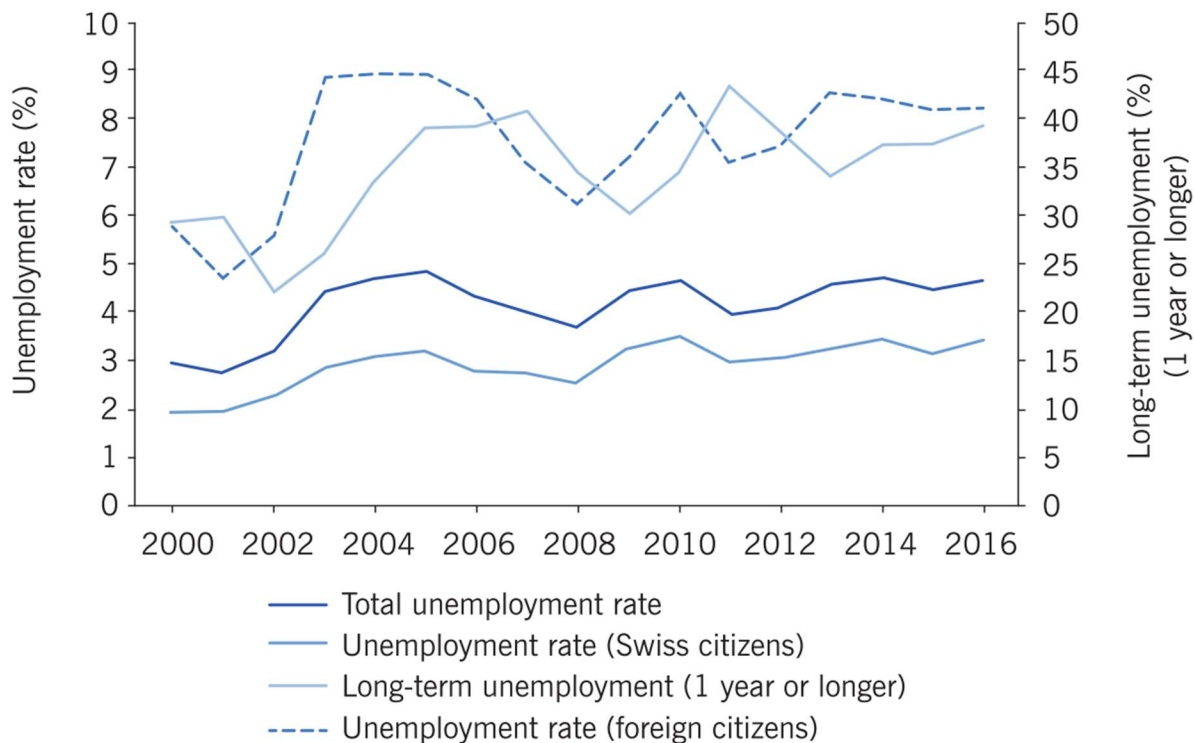 Unemployment rate (%)
10
9
8
7
6
5
4
3
2
1
0
50
45
40
35
30
25
20
15
10
5
0
Long-term unemployment (%)
(1 year or longer)
2000 2002 2004 2006 2008 2010 2012 2014 2016
Total unemployment rate
Unemployment rate (Swiss citizens)
Long-term unemployment (1 year or longer)
Unemployment rate (foreign citizens)